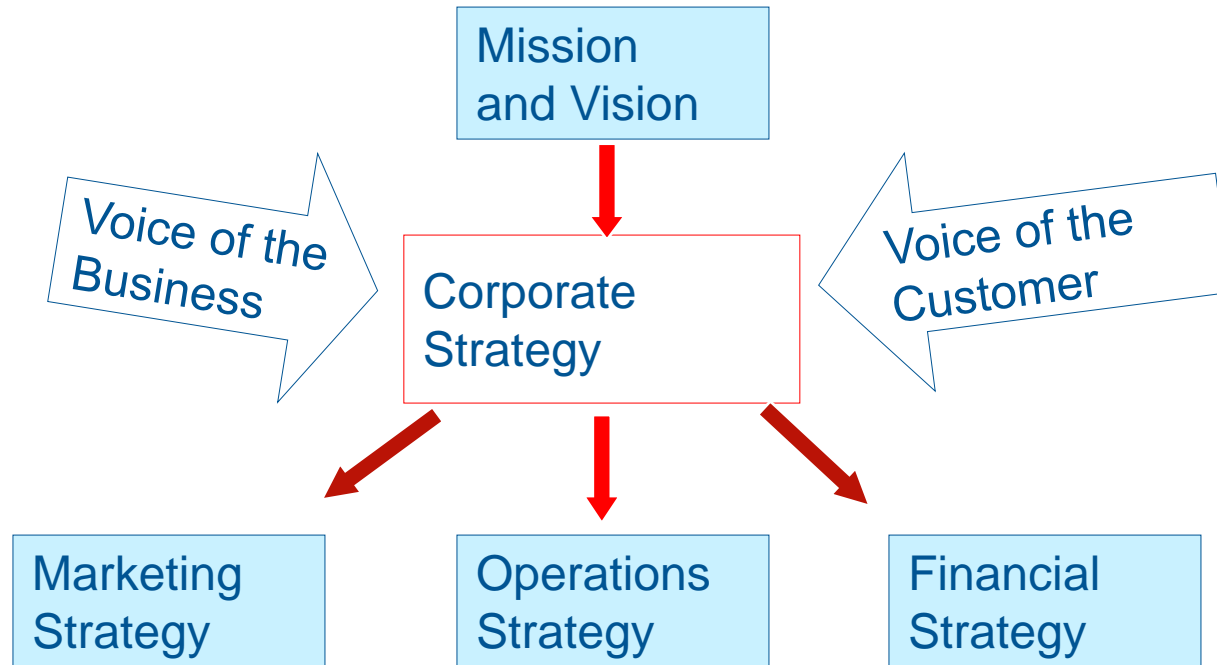 Mission
and Vision
Voice of the
Business
Voice of the
Customer
Corporate
Strategy
Marketing
Strategy
Operations
Strategy
Financial
Strategy